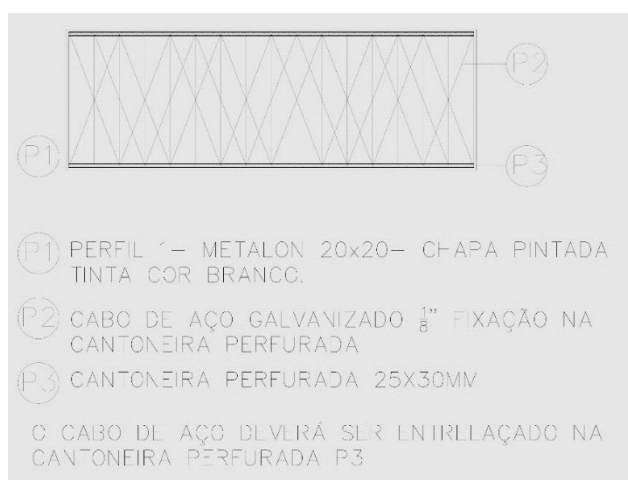 P2
P1
P3
P1 PERFIL 1– METALON 20x20– CHAPA PINTADA
TINTA COR BRANCO.
P2 CABO DE AÇO GALVANIZADO 1/8" FIXAÇÃO NA
CANTONEIRA PERFURADA
P3 CANTONEIRA PERFURADA 25X30MM
O CABO DE AÇO DEVERÁ SER ENTRELAÇADO NA
CANTONEIRA PERFURADA P3